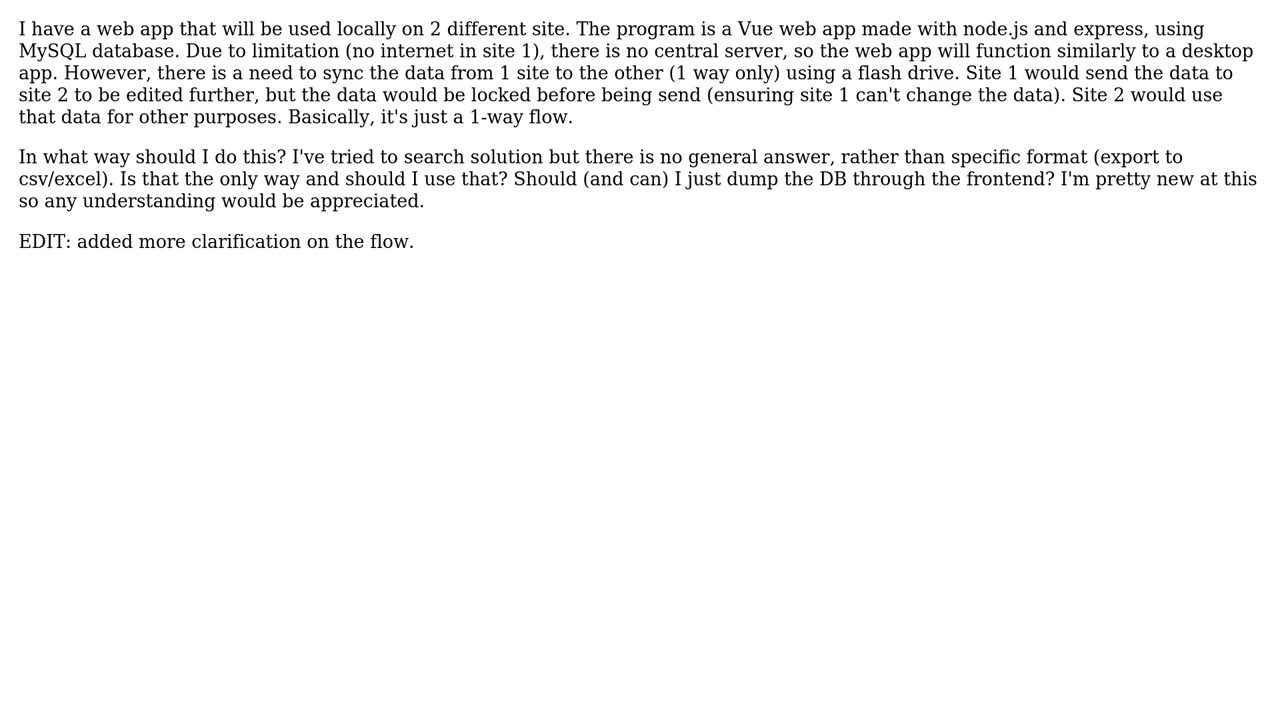 I have a web app that will be used locally on 2 different site. The program is a Vue web app made with node.js and express, using
MySQL database. Due to limitation (no internet in site 1), there is no central server, so the web app will function similarly to a desktop
app. However, there is a need to sync the data from 1 site to the other (1 way only) using a flash drive. Site 1 would send the data to
site 2 to be edited further, but the data would be locked before being send (ensuring site 1 can't change the data). Site 2 would use
that data for other purposes. Basically, it's just a 1-way flow.
In what way should I do this? I've tried to search solution but there is no general answer, rather than specific format (export to
csv/excel). Is that the only way and should I use that? Should (and can) I just dump the DB through the frontend? I'm pretty new at this
so any understanding would be appreciated.
EDIT: added more clarification on the flow.